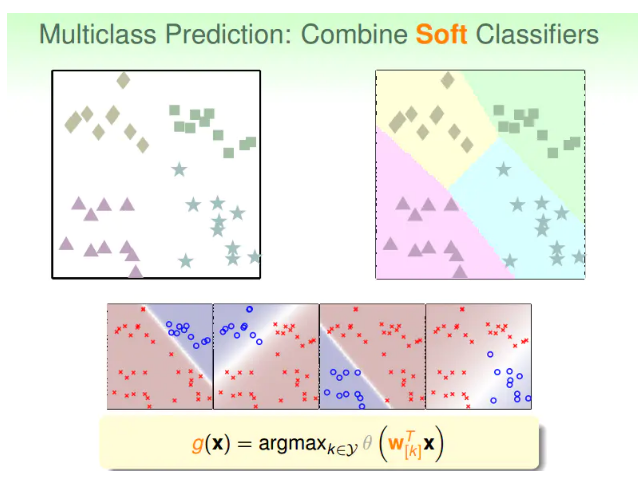 Multiclass Prediction: Combine Soft Classifiers
g(x) = argmax_{k∈𝒴} θ (w_{[k]}^T x)